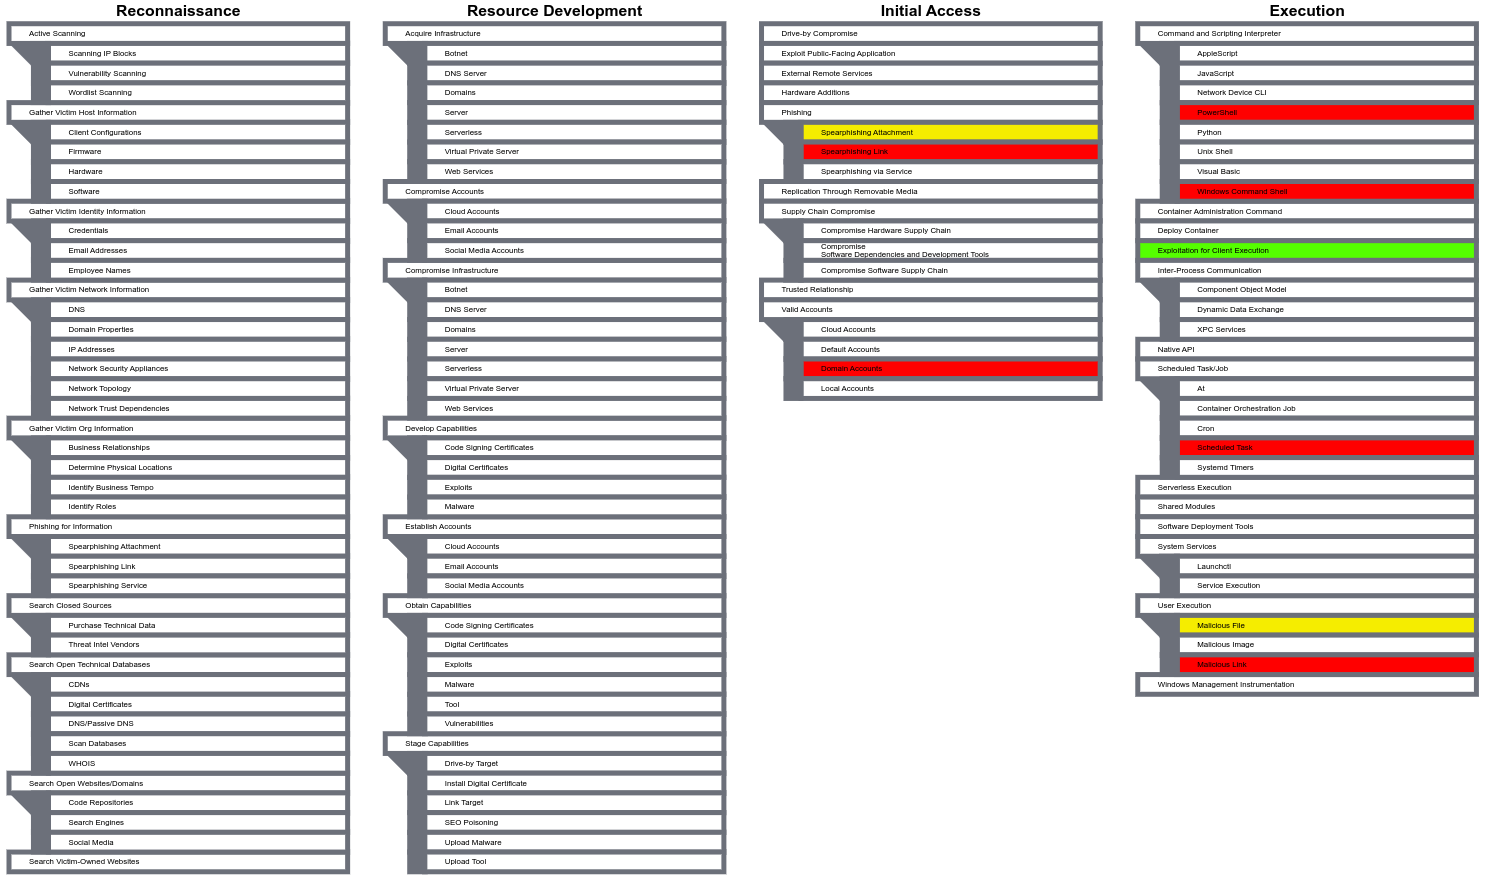 Reconnaissance
Active Scanning
Scanning IP Blocks
Vulnerability Scanning
Wordlist Scanning
Gather Victim Host Information
Client Configurations
Firmware
Hardware
Software
Gather Victim Identity Information
Credentials
Email Addresses
Employee Names
Gather Victim Network Information
DNS
Domain Properties
IP Addresses
Network Security Appliances
Network Topology
Network Trust Dependencies
Gather Victim Org Information
Business Relationships
Determine Physical Locations
Identify Business Tempo
Identify Roles
Phishing for Information
Spearphishing Attachment
Spearphishing Link
Spearphishing Service
Search Closed Sources
Purchase Technical Data
Threat Intel Vendors
Search Open Technical Databases
CDNs
Digital Certificates
DNS/Passive DNS
Scan Databases
WHOIS
Search Open Websites/Domains
Code Repositories
Search Engines
Social Media
Search Victim-Owned Websites
Resource Development
Acquire Infrastructure
Botnet
DNS Server
Domains
Server
Serverless
Virtual Private Server
Web Services
Compromise Accounts
Cloud Accounts
Email Accounts
Social Media Accounts
Compromise Infrastructure
Botnet
DNS Server
Domains
Server
Serverless
Virtual Private Server
Web Services
Develop Capabilities
Code Signing Certificates
Digital Certificates
Exploits
Malware
Establish Accounts
Cloud Accounts
Email Accounts
Social Media Accounts
Obtain Capabilities
Code Signing Certificates
Digital Certificates
Exploits
Malware
Tool
Vulnerabilities
Stage Capabilities
Drive-by Target
Install Digital Certificate
Link Target
SEO Poisoning
Upload Malware
Upload Tool
Initial Access
Drive-by Compromise
Exploit Public-Facing Application
External Remote Services
Hardware Additions
Phishing
Spearphishing Attachment
Spearphishing Link
Spearphishing via Service
Replication Through Removable Media
Supply Chain Compromise
Compromise Hardware Supply Chain
Compromise
Software Dependencies and Development Tools
Compromise Software Supply Chain
Trusted Relationship
Valid Accounts
Cloud Accounts
Default Accounts
Domain Accounts
Local Accounts
Execution
Command and Scripting Interpreter
AppleScript
JavaScript
Network Device CLI
PowerShell
Python
Unix Shell
Visual Basic
Windows Command Shell
Container Administration Command
Deploy Container
Exploitation for Client Execution
Inter-Process Communication
Component Object Model
Dynamic Data Exchange
XPC Services
Native API
Scheduled Task/Job
At
Container Orchestration Job
Cron
Scheduled Task
Systemd Timers
Serverless Execution
Shared Modules
Software Deployment Tools
System Services
Launchctl
Service Execution
User Execution
Malicious File
Malicious Image
Malicious Link
Windows Management Instrumentation